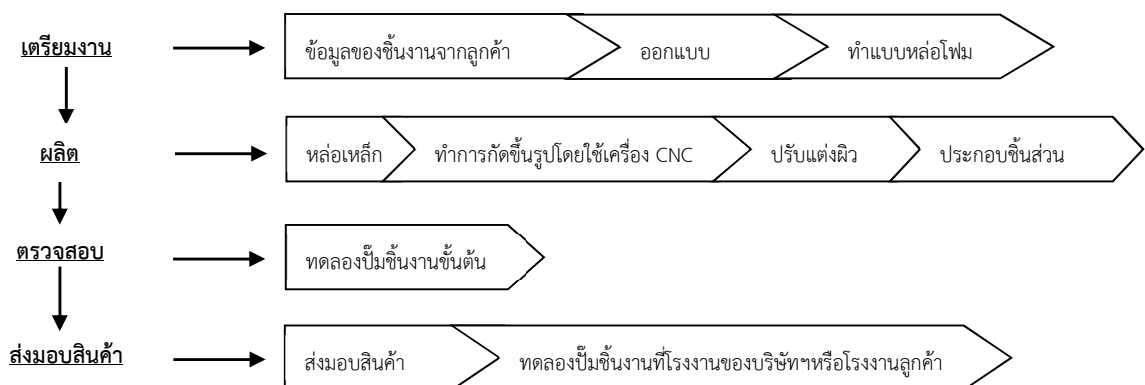 เตรียมงาน
ข้อมูลของชิ้นงานจากลูกค้า
ออกแบบ
ทำแบบหล่อโฟม
ผลิต
หล่อเหล็ก
ทำการกัดขึ้นรูปโดยใช้เครื่อง CNC
ปรับแต่งผิว
ประกอบชิ้นส่วน
ตรวจสอบ
ทดลองปั๊มชิ้นงานขั้นต้น
ส่งมอบสินค้า
ส่งมอบสินค้า
ทดลองปั๊มชิ้นงานที่โรงงานของบริษัทฯหรือโรงงานลูกค้า